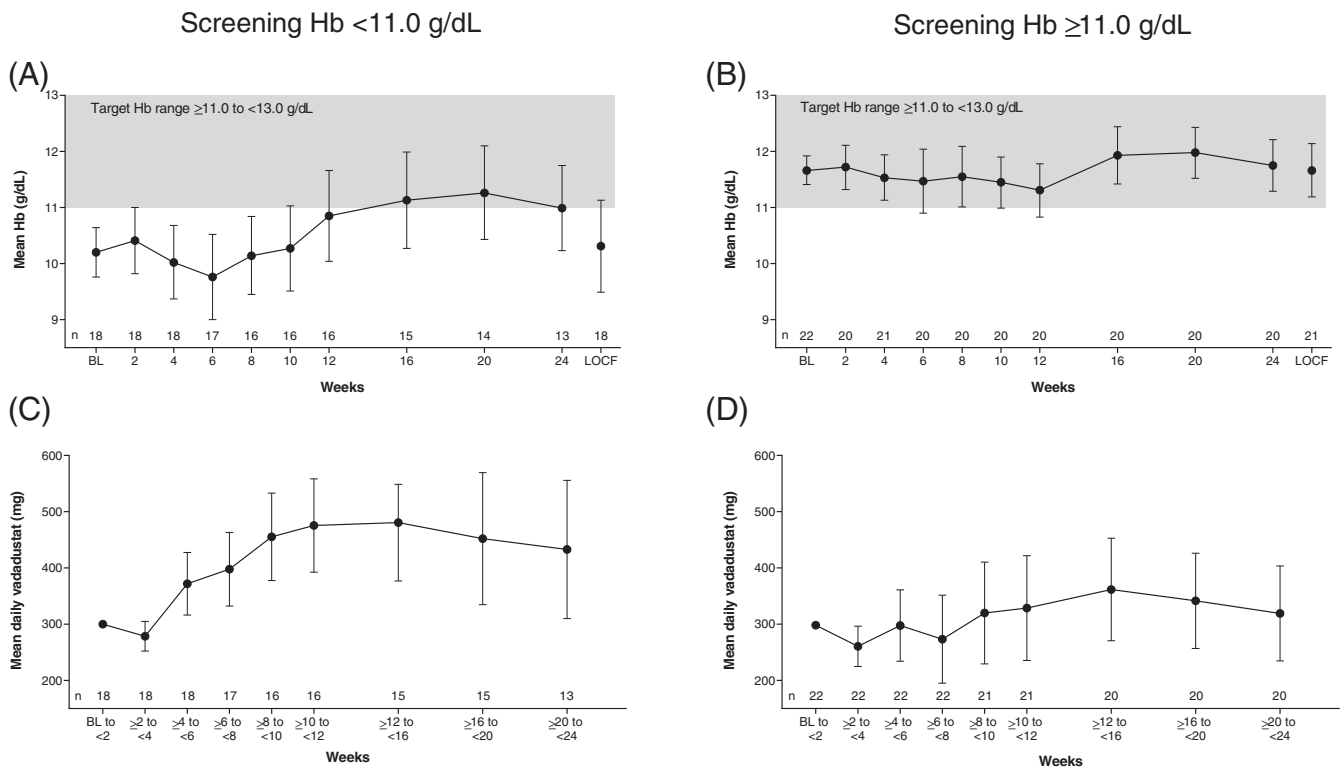 Screening Hb <11.0 g/dL
Screening Hb ≥11.0 g/dL
(A)
Target Hb range ≥11.0 to <13.0 g/dL
Mean Hb (g/dL)
13
12
11
10
9
n 18 18 18 17 16 16 16 15 14 13 18
BL 2 4 6 8 10 12 16 20 24 LOCF
Weeks
(B)
Target Hb range ≥11.0 to <13.0 g/dL
Mean Hb (g/dL)
13
12
11
10
9
n 22 20 21 20 20 20 20 20 20 20 21
BL 2 4 6 8 10 12 16 20 24 LOCF
Weeks
(C)
Mean daily vadadustat (mg)
600
500
400
300
200
n 18 18 18 17 16 16 15 15 13
BL to ≥2 to ≥4 to ≥6 to ≥8 to ≥10 to ≥12 to ≥16 to ≥20 to
<2 <4 <6 <8 <10 <12 <16 <20 <24
Weeks
(D)
Mean daily vadadustat (mg)
600
500
400
300
200
n 22 22 22 22 21 21 20 20 20
BL to ≥2 to ≥4 to ≥6 to ≥8 to ≥10 to ≥12 to ≥16 to ≥20 to
<2 <4 <6 <8 <10 <12 <16 <20 <24
Weeks